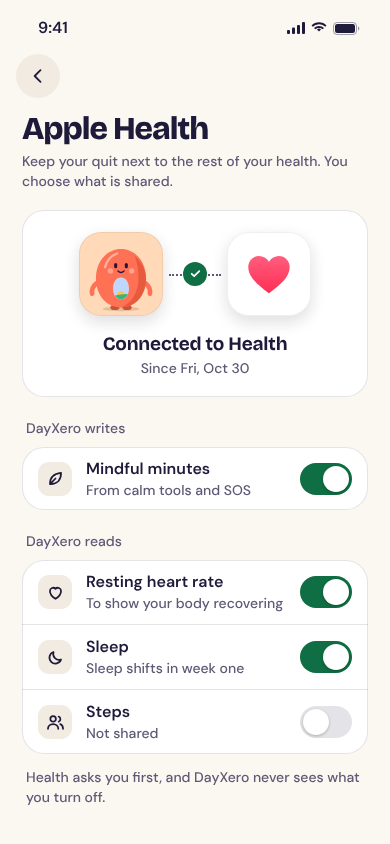 9:41
Apple Health
Keep your quit next to the rest of your health. You
choose what is shared.
Connected to Health
Since Fri, Oct 30
DayXero writes
Mindful minutes
From calm tools and SOS
DayXero reads
Resting heart rate
To show your body recovering
Sleep
Sleep shifts in week one
Steps
Not shared
Health asks you first, and DayXero never sees what
you turn off.